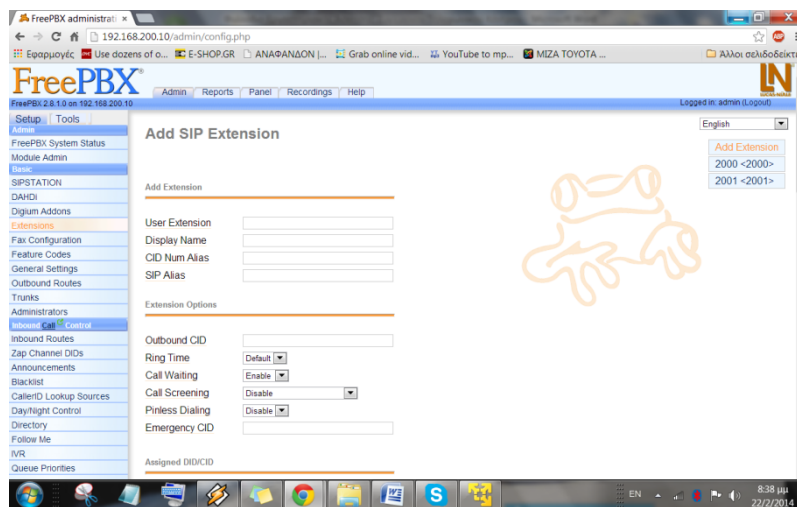 FreePBX administrati ×
192.168.200.10/admin/config.php
Εφαρμογές Use dozens of o... E-SHOP.GR ΑΝΑΦΑΝΔΟΝ |... Grab online vid... YouTube to mp... MIZA TOYOTA ... Άλλοι σελιδοδείκτ
FreePBX®
Admin Reports Panel Recordings Help
FreePBX 2.8.1.0 on 192.168.200.10
Logged in: admin (Logout)
English
Setup Tools
Admin
FreePBX System Status
Module Admin
Basic
SIPSTATION
DAHDI
Digium Addons
Extensions
Fax Configuration
Feature Codes
General Settings
Outbound Routes
Trunks
Administrators
Inbound Call Control
Inbound Routes
Zap Channel DIDs
Announcements
Blacklist
CallerID Lookup Sources
Day/Night Control
Directory
Follow Me
IVR
Queue Priorities
Add SIP Extension
Add Extension
User Extension
Display Name
CID Num Alias
SIP Alias
Extension Options
Outbound CID
Ring Time Default
Call Waiting Enable
Call Screening Disable
Pinless Dialing Disable
Emergency CID
Assigned DID/CID
Add Extension
2000 <2000>
2001 <2001>
EN
8:38 μμ
22/2/2014